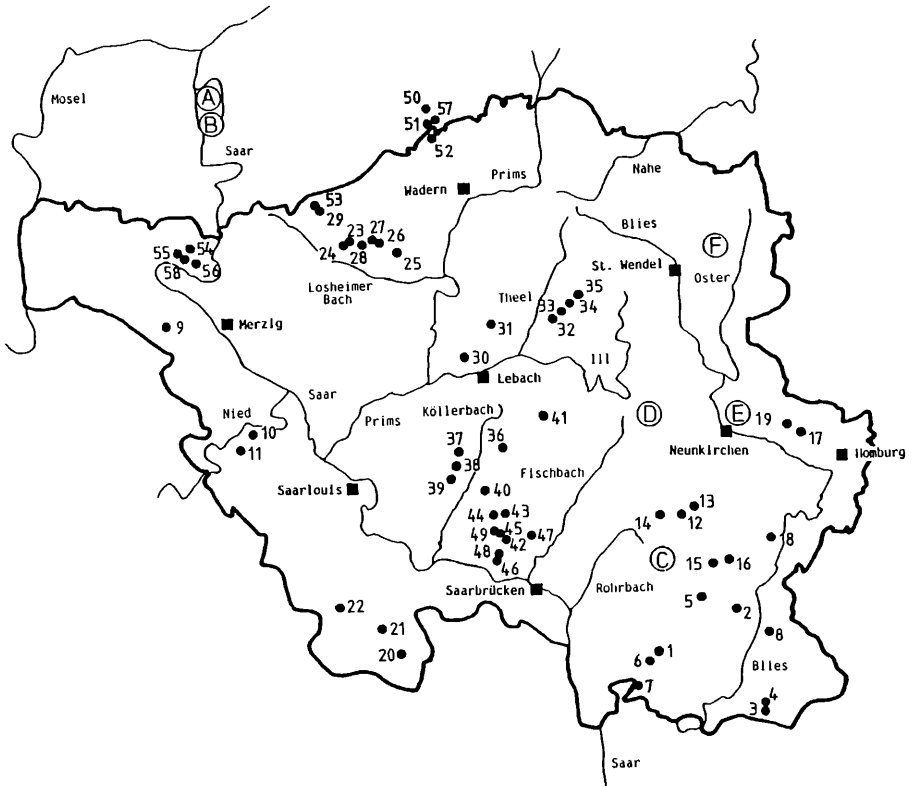 Mosel
A
B
Saar
50
57
51
52
Wadern
Prims
Nahe
Blies
F
Oster
St. Wendel
53
29
23
27
26
24
28
25
Losheimer
Bach
54
55
58
56
9
Merzig
Theel
35
34
33
32
31
30
Lebach
Ill
Saar
Prims
Köllerbach
41
D
E
Neunkirchen
19
17
Homburg
Nied
10
11
37
36
38
39
Fischbach
40
Saarlouis
44
43
49
45
42
47
48
46
13
14
12
18
C
15
16
Saarbrücken
Rohrbach
5
2
22
21
20
8
1
6
7
Blies
4
3
Saar